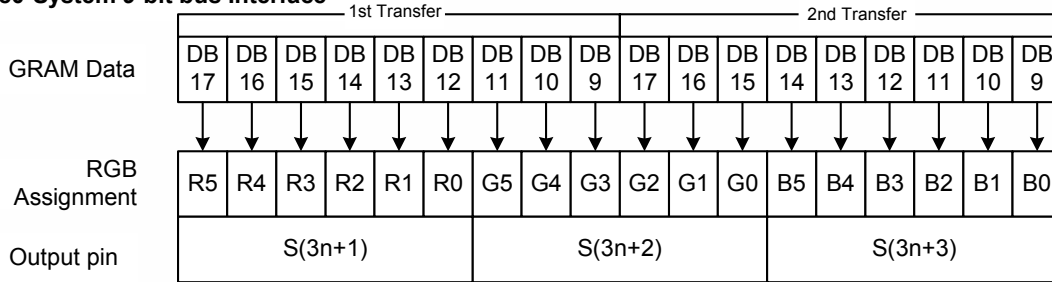 System 9-bit bus interface
1st Transfer 2nd Transfer
GRAM Data DB 17 DB 16 DB 15 DB 14 DB 13 DB 12 DB 11 DB 10 DB 9 DB 17 DB 16 DB 15 DB 14 DB 13 DB 12 DB 11 DB 10 DB 9
RGB Assignment R5 R4 R3 R2 R1 R0 G5 G4 G3 G2 G1 G0 B5 B4 B3 B2 B1 B0
Output pin S(3n+1) S(3n+2) S(3n+3)